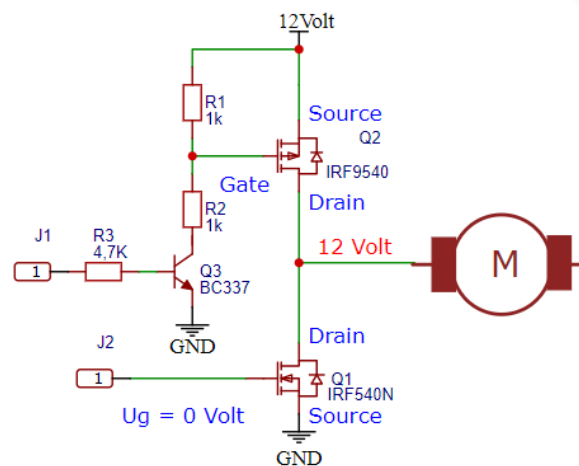 12Volt
R1
1k
Source
Q2
IRF9540
Gate
Drain
R2
1k
J1
1
R3
4,7K
Q3
BC337
12 Volt
M
GND
Drain
J2
1
Q1
IRF540N
Ug = 0 Volt
Source
GND